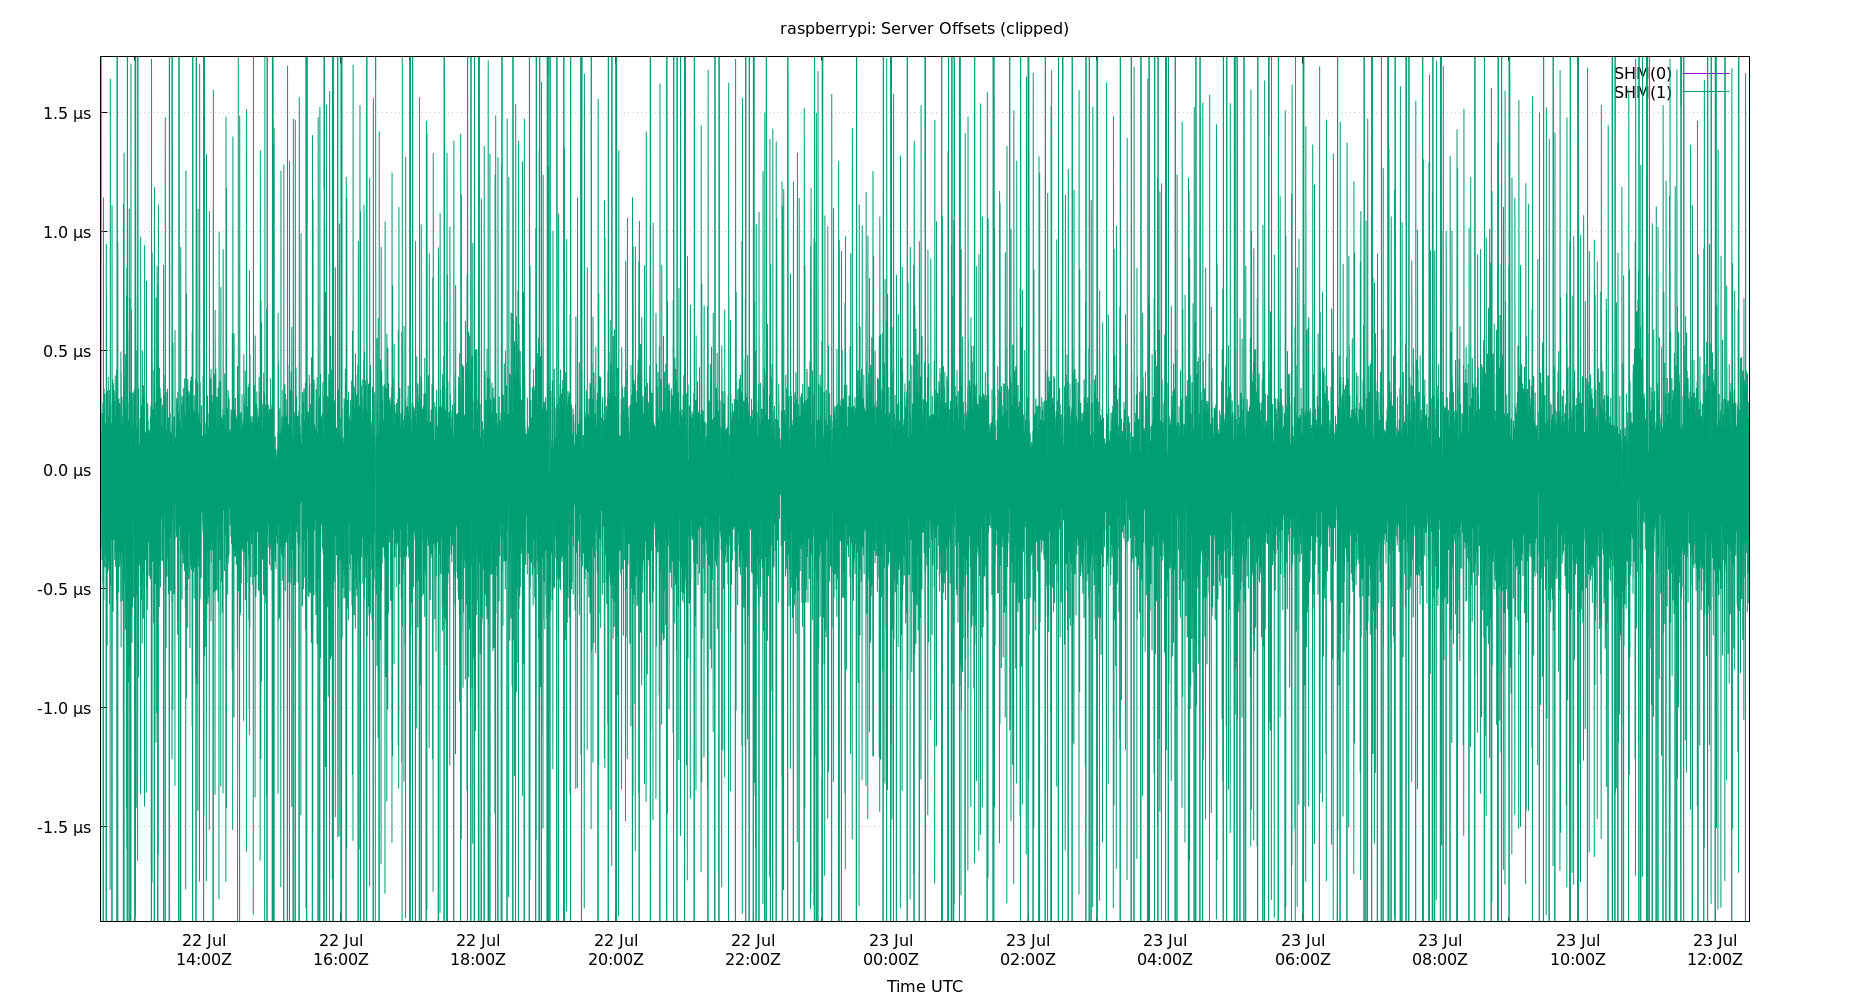 raspberrypi: Server Offsets (clipped)
SHM(0)
SHM(1)
1.5 µs
1.0 µs
0.5 µs
0.0 µs
-0.5 µs
-1.0 µs
-1.5 µs
22 Jul 22 Jul 22 Jul 22 Jul 22 Jul 23 Jul 23 Jul 23 Jul 23 Jul 23 Jul 23 Jul 23 Jul
14:00Z 16:00Z 18:00Z 20:00Z 22:00Z 00:00Z 02:00Z 04:00Z 06:00Z 08:00Z 10:00Z 12:00Z
Time UTC